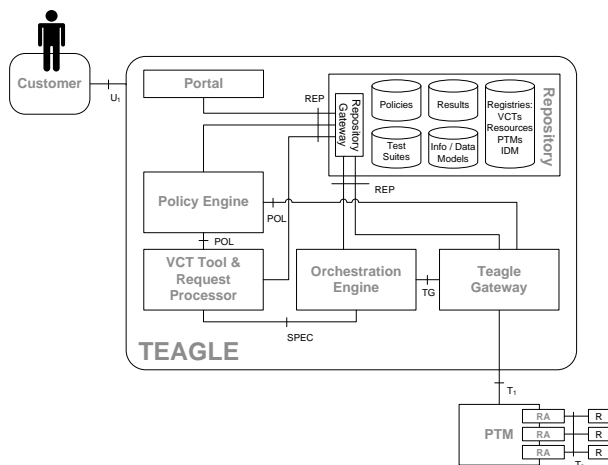 Customer
U1
Portal
REP
Repository Gateway
Policies
Results
Test
Suites
Info / Data
Models
Registries:
VCTs
Resources
PTMs
IDM
Repository
REP
Policy Engine
POL
POL
VCT Tool &
Request
Processor
Orchestration
Engine
TG
Teagle
Gateway
SPEC
TEAGLE
T1
PTM
RA
R
RA
R
RA
R